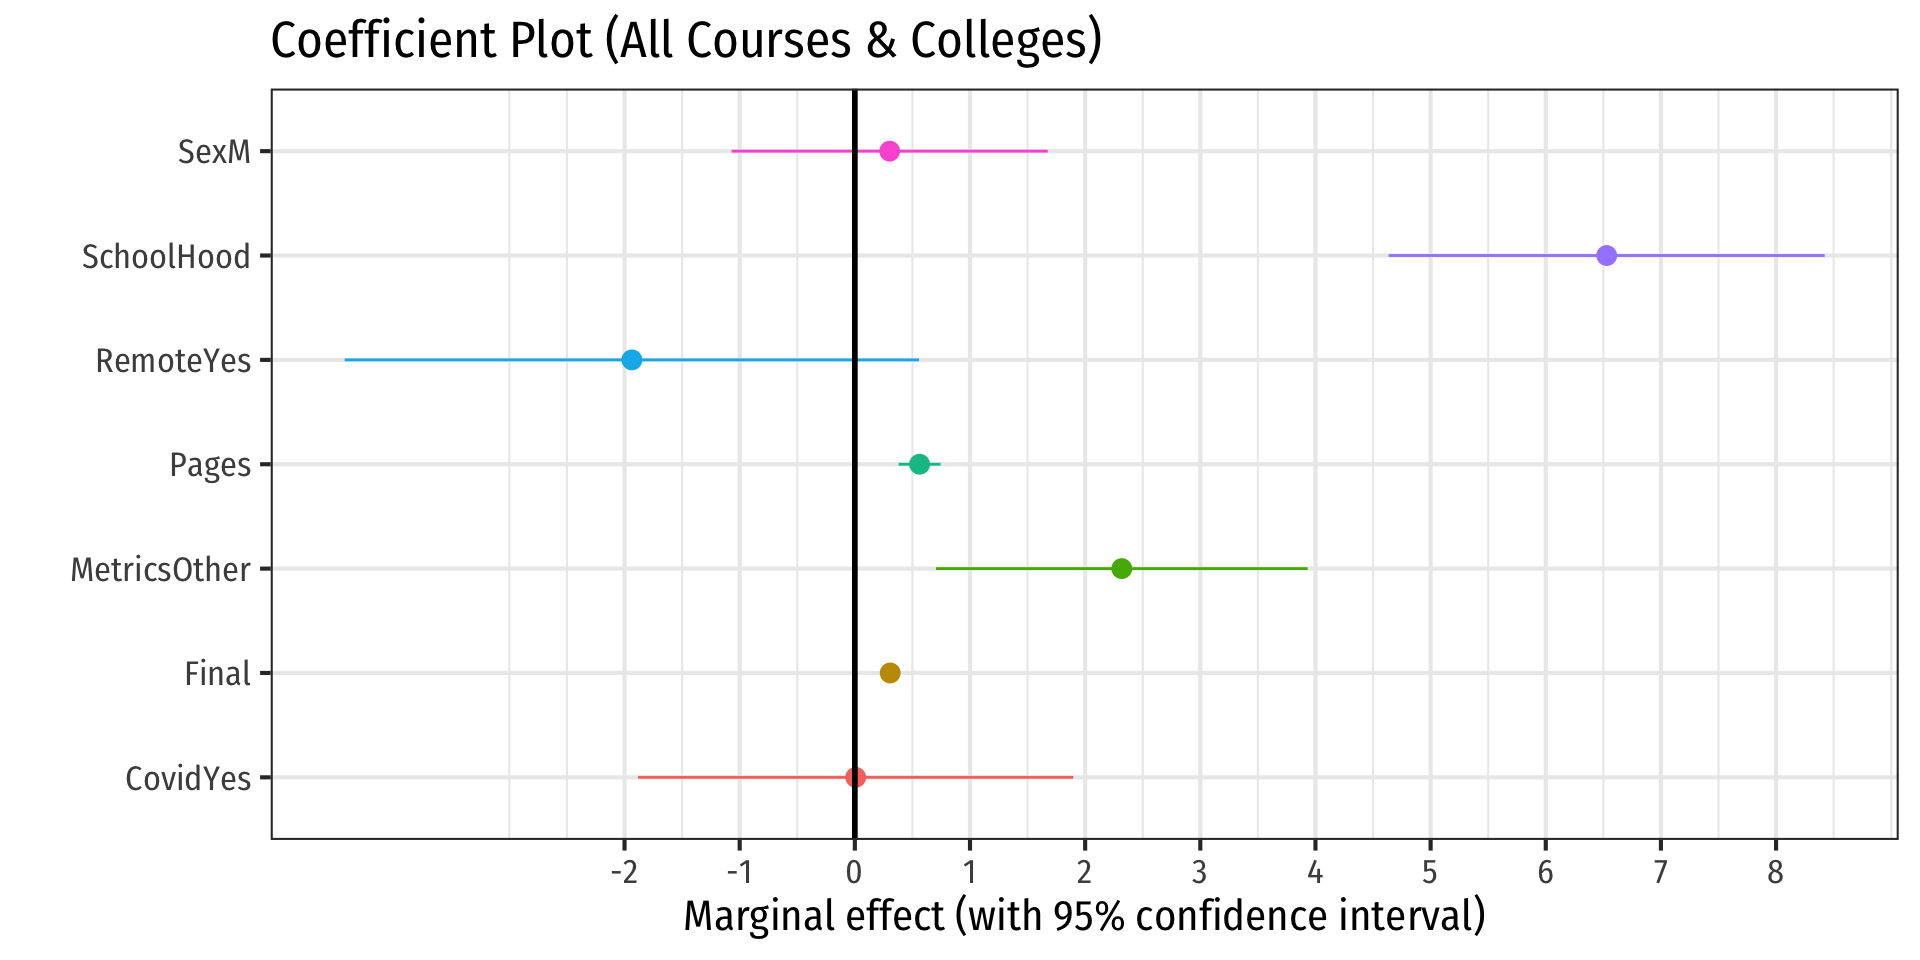 Coefficient Plot (All Courses & Colleges)
SexM
SchoolHood
RemoteYes
Pages
MetricsOther
Final
CovidYes
-2 -1 0 1 2 3 4 5 6 7 8
Marginal effect (with 95% confidence interval)